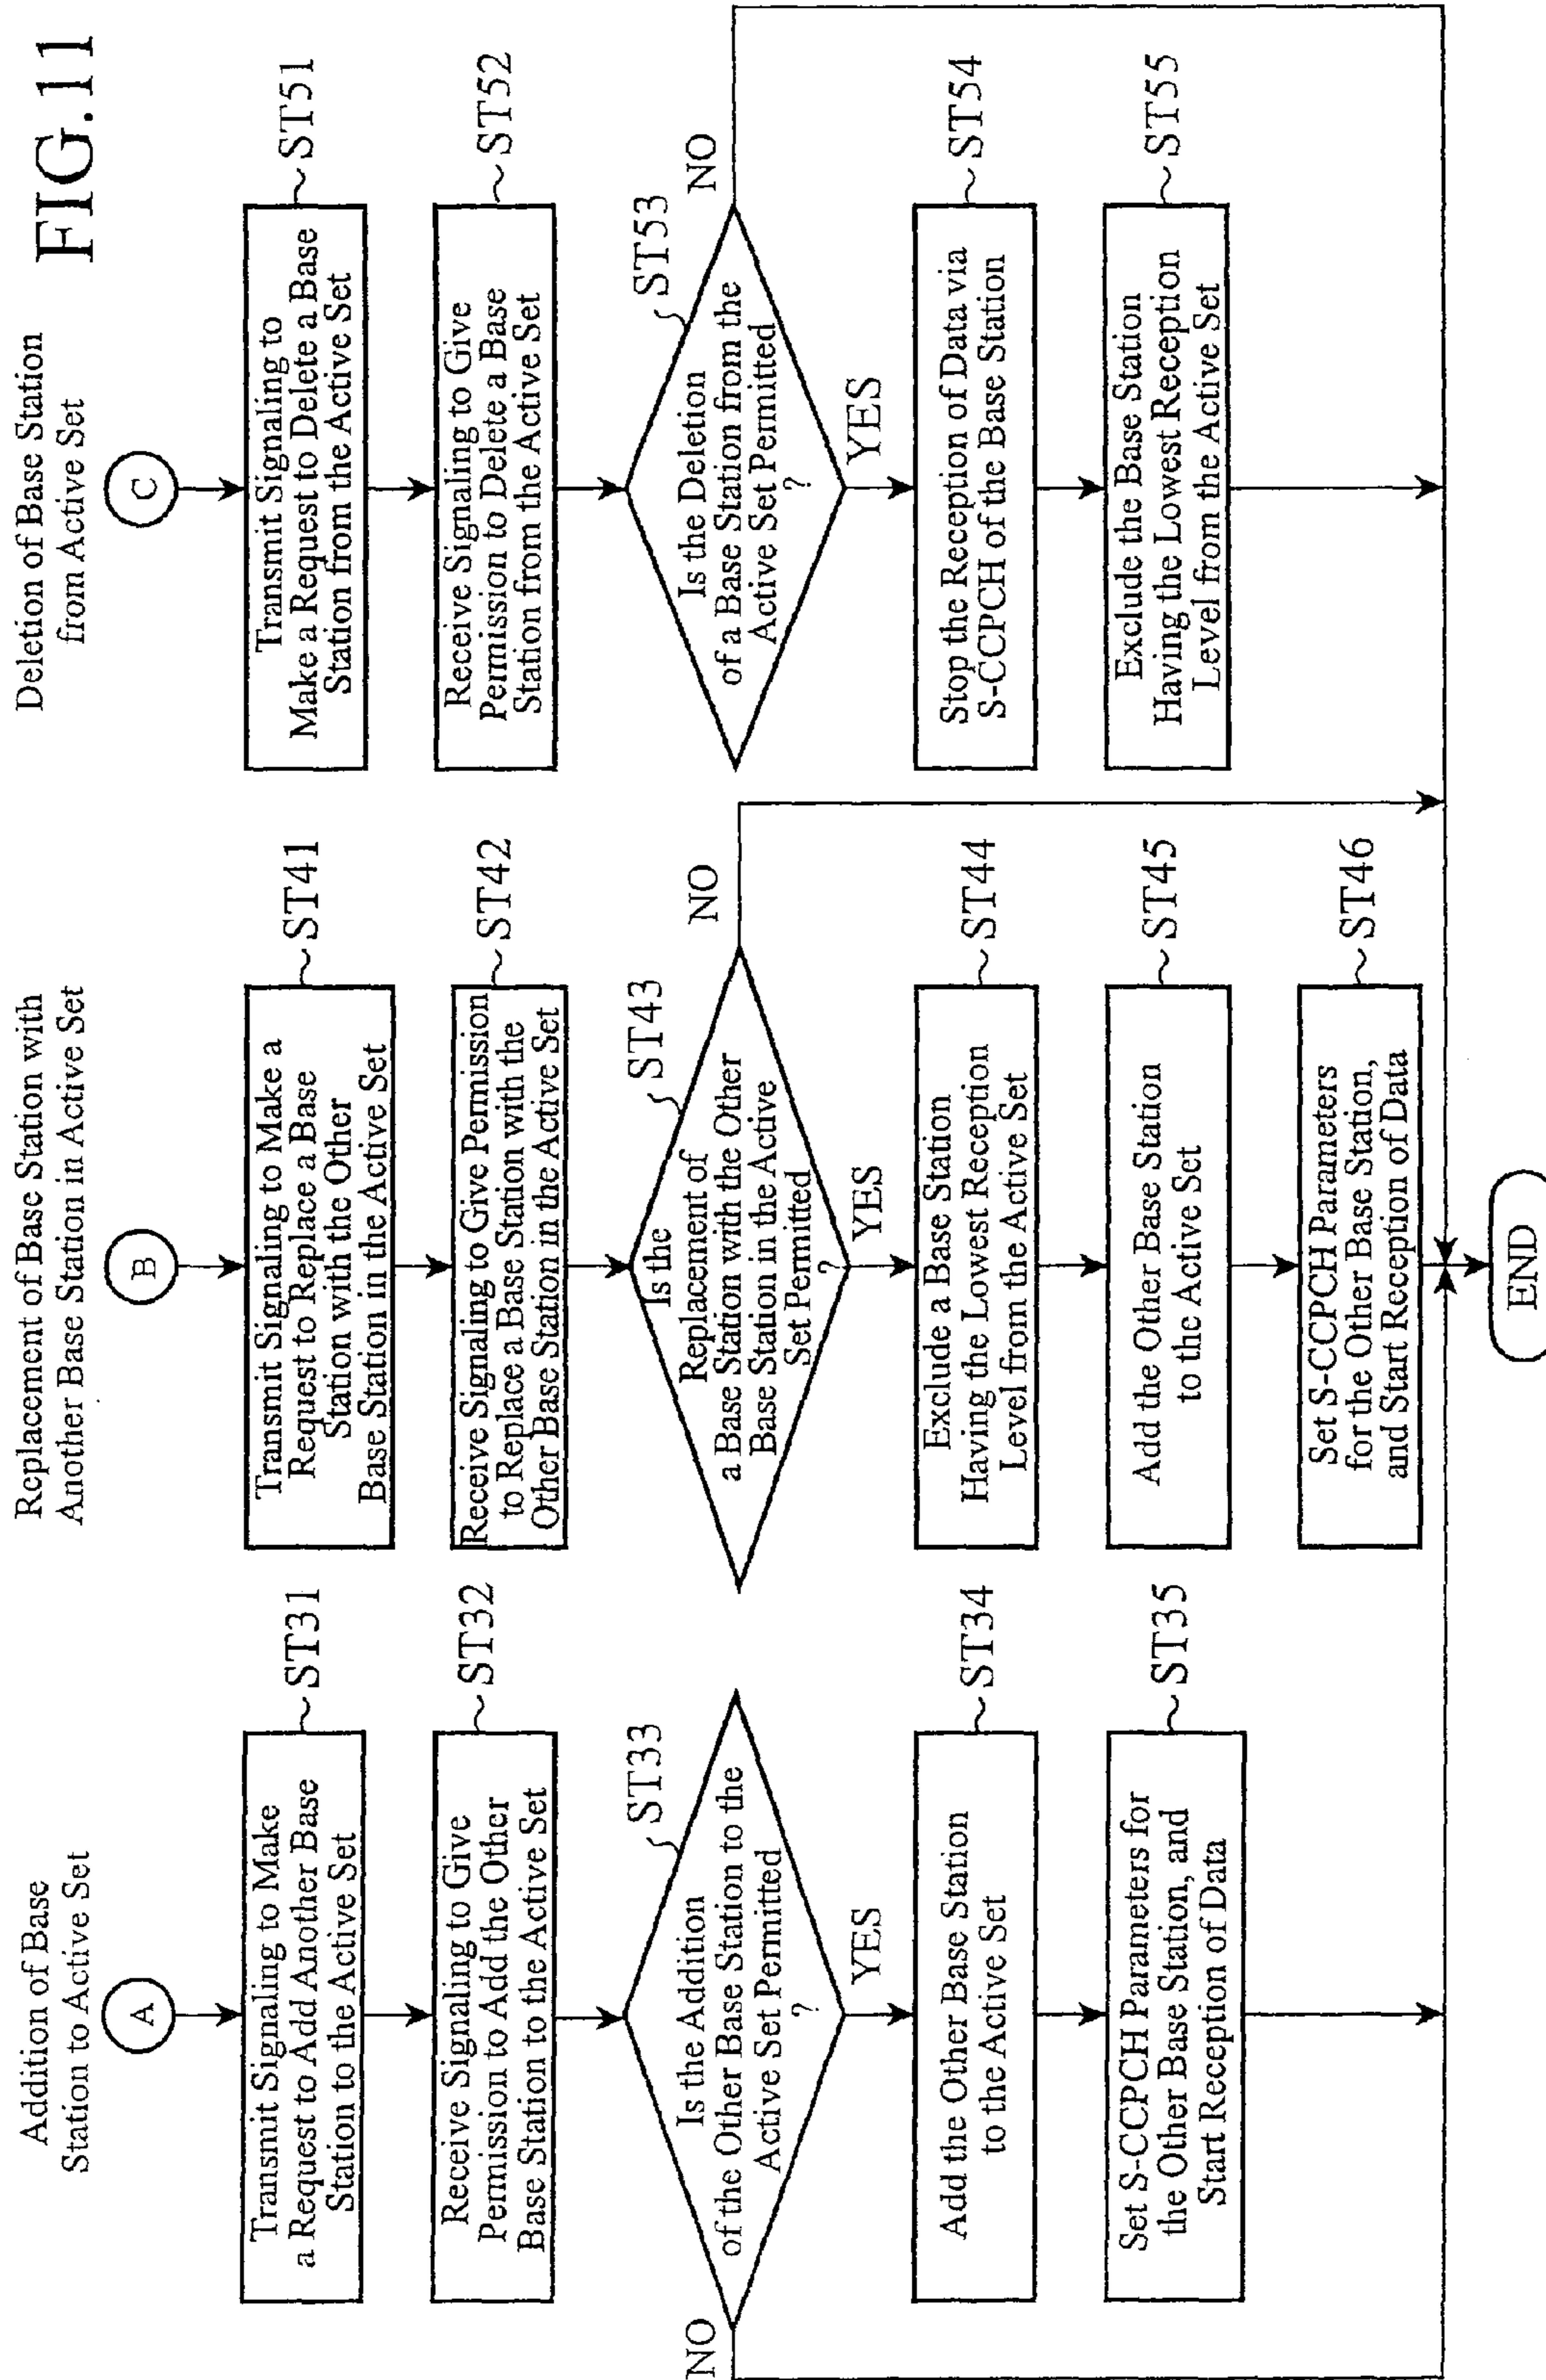 FIG.11
Addition of Base
Station to Active Set
A
Transmit Signaling to Make
a Request to Add Another Base
Station to the Active Set
ST31
Receive Signaling to Give
Permission to Add the Other
Base Station to the Active Set
ST32
Is the Addition
of the Other Base Station to the
Active Set Permitted
?
ST33
NO
YES
Add the Other Base Station
to the Active Set
ST34
Set S-CCPCH Parameters for
the Other Base Station, and
Start Reception of Data
ST35
Replacement of Base Station with
Another Base Station in Active Set
B
Transmit Signaling to Make a
Request to Replace a Base
Station with the Other
Base Station in the Active Set
ST41
Receive Signaling to Give Permission
to Replace a Base Station with the
Other Base Station in the Active Set
ST42
Is the
Replacement of
a Base Station with the Other
Base Station in the Active
Set Permitted
?
ST43
NO
YES
Exclude a Base Station
Having the Lowest Reception
Level from the Active Set
ST44
Add the Other Base Station
to the Active Set
ST45
Set S-CCPCH Parameters
for the Other Base Station,
and Start Reception of Data
ST46
END
Deletion of Base Station
from Active Set
C
Transmit Signaling to
Make a Request to Delete a Base
Station from the Active Set
ST51
Receive Signaling to Give
Permission to Delete a Base
Station from the Active Set
ST52
Is the Deletion
of a Base Station from the
Active Set Permitted
?
ST53
NO
YES
Stop the Reception of Data via
S-CCPCH of the Base Station
ST54
Exclude the Base Station
Having the Lowest Reception
Level from the Active Set
ST55